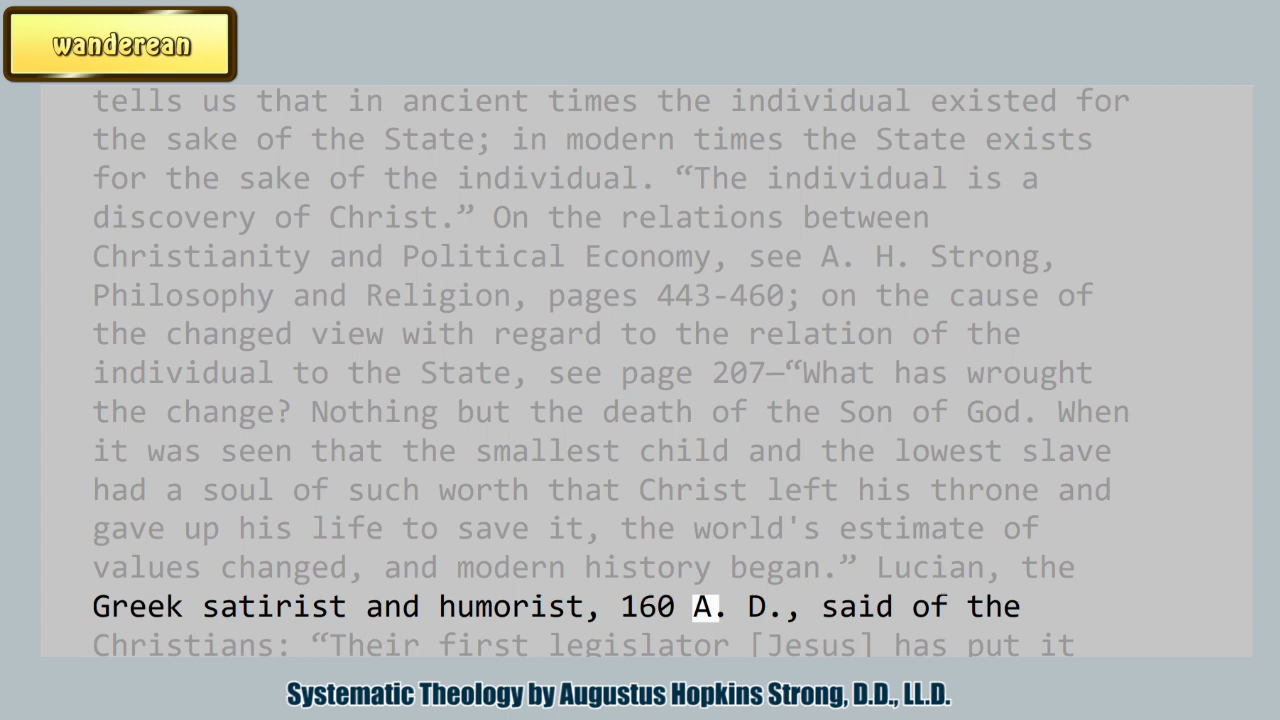 wanderean
tells us that in ancient times the individual existed for
the sake of the State; in modern times the State exists
for the sake of the individual. “The individual is a
discovery of Christ.” On the relations between
Christianity and Political Economy, see A. H. Strong,
Philosophy and Religion, pages 443-460; on the cause of
the changed view with regard to the relation of the
individual to the State, see page 207—“What has wrought
the change? Nothing but the death of the Son of God. When
it was seen that the smallest child and the lowest slave
had a soul of such worth that Christ left his throne and
gave up his life to save it, the world's estimate of
values changed, and modern history began.” Lucian, the
Greek satirist and humorist, 160 A. D., said of the
Christians: “Their first legislator [Jesus] has put it
Systematic Theology by Augustus Hopkins Strong, D.D., LL.D.